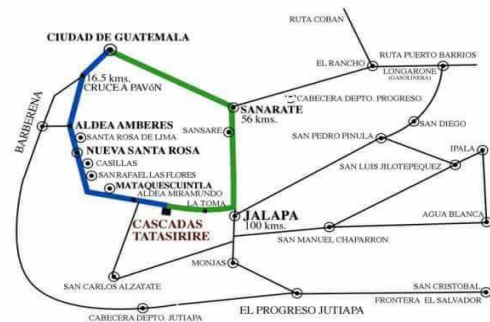 RUTA COBAN
CIUDAD DE GUATEMALA
RUTA PUERTO BARRIOS
EL RANCHO
LONGARONE
(GASOLINERA)
16.5 kms.
CRUCE A PAVóN
CABECERA DEPTO. PROGRESO
SANARATE
56 kms.
BARBERENA
ALDEA AMBERES
SANTA ROSA DE LIMA
SANSARE
SAN DIEGO
SAN PEDRO PINULA
IPALA
NUEVA SANTA ROSA
CASILLAS
SAN LUIS JILOTEPEQUEZ
SAN RAFAEL LAS FLORES
MATAQUESCUINTLA
ALDEA MIRAMUNDO
LA TOMA
CASCADAS
TATASIRIRE
JALAPA
100 kms.
AGUA BLANCA
SAN MANUEL CHAPARRON
MONJAS
SAN CARLOS ALZATATE
SAN CRISTOBAL
FRONTERA EL SALVADOR
EL PROGRESO JUTIAPA
CABECERA DEPTO. JUTIAPA